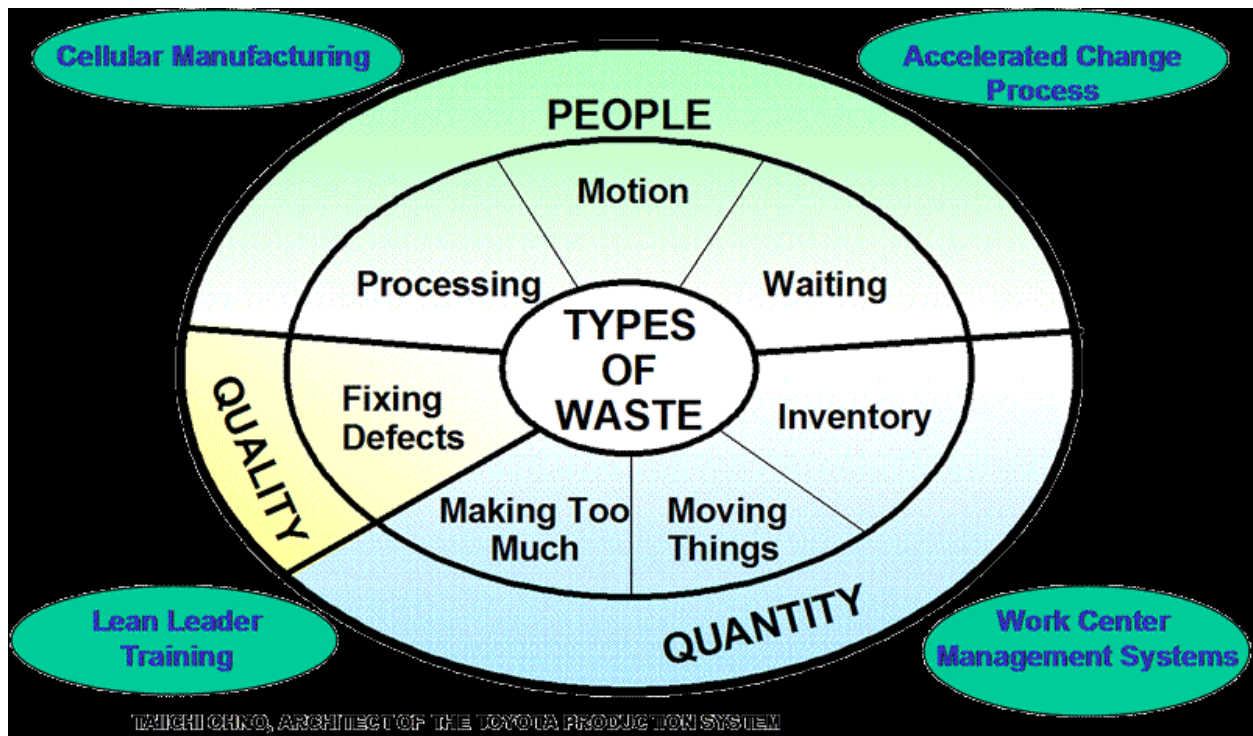 Cellular Manufacturing
Accelerated Change
Process
PEOPLE
Motion
Processing
Waiting
TYPES
OF
WASTE
QUALITY
Fixing
Defects
Inventory
Making Too
Much
Moving
Things
QUANTITY
Lean Leader
Training
Work Center
Management Systems
TAIICHI OHNO, ARCHITECT OF THE TOYOTA PRODUCTION SYSTEM